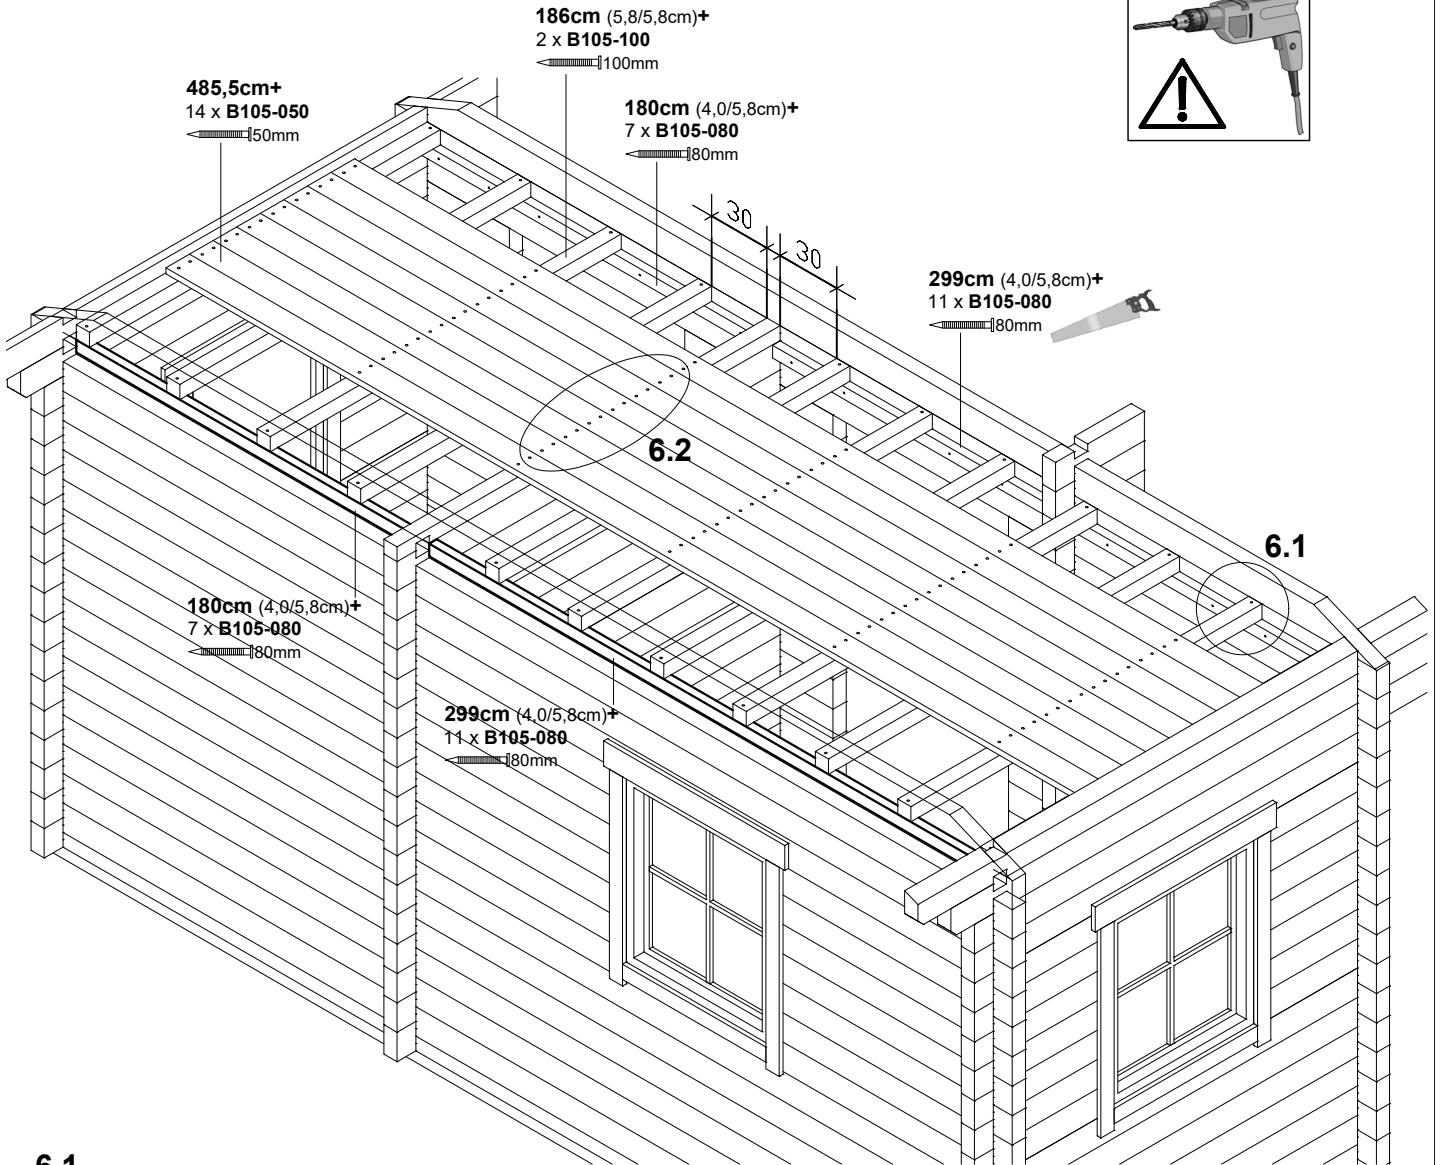 186cm (5,8/5,8cm)+
2 x B105-100
100mm
485,5cm+
14 x B105-050
50mm
180cm (4,0/5,8cm)+
7 x B105-080
80mm
30
30
299cm (4,0/5,8cm)+
11 x B105-080
80mm
6.2
6.1
180cm (4,0/5,8cm)+
7 x B105-080
80mm
299cm (4,0/5,8cm)+
11 x B105-080
80mm
6.1